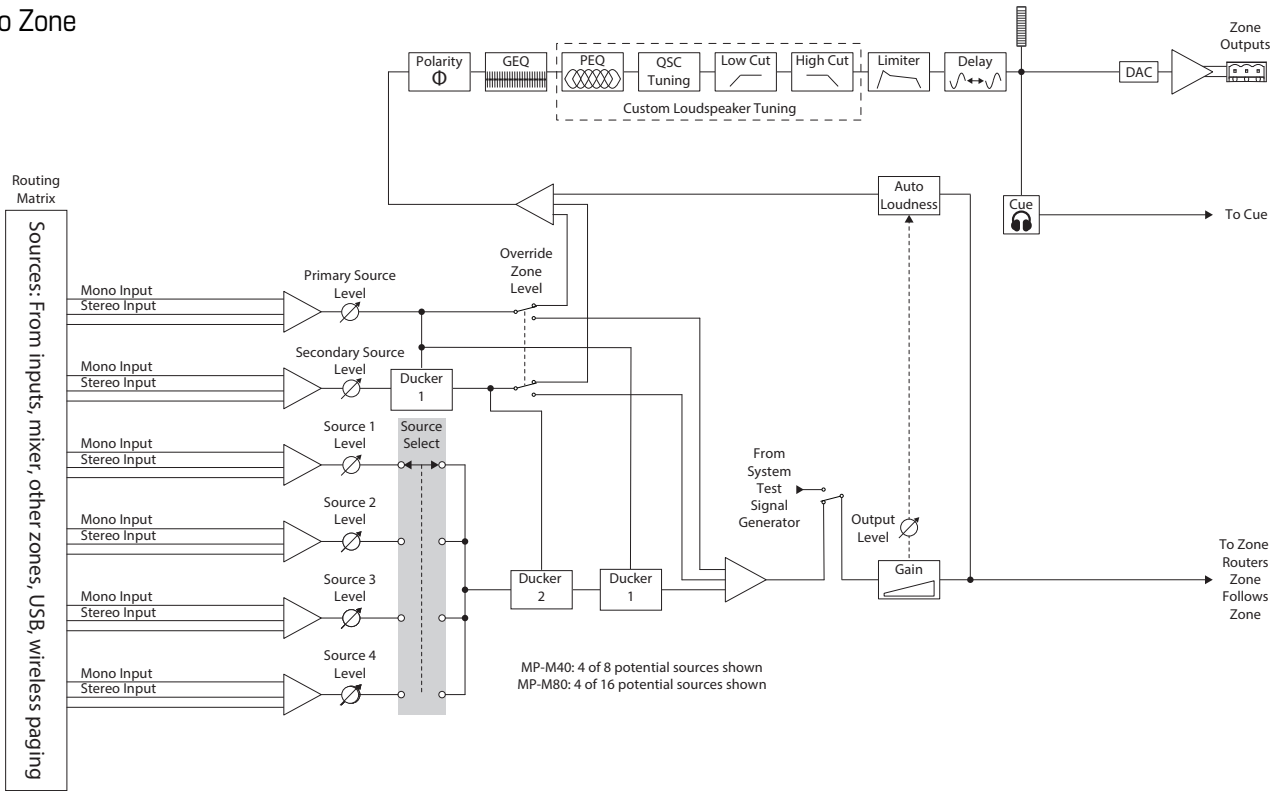 o Zone
Zone
Outputs
Polarity
Φ
GEQ
PEQ
QSC
Tuning
Low Cut
High Cut
Limiter
Delay
DAC
Custom Loudspeaker Tuning
Routing
Matrix
Sources: From inputs, mixer, other zones, USB, wireless paging
Auto
Loudness
Cue
To Cue
Override
Zone
Level
Primary Source
Level
Mono Input
Stereo Input
Secondary Source
Level
Mono Input
Stereo Input
Ducker
1
Source 1
Level
Source
Select
Mono Input
Stereo Input
From
System
Test
Signal
Generator
Output
Level
Source 2
Level
Mono Input
Stereo Input
Source 3
Level
Mono Input
Stereo Input
Ducker
2
Ducker
1
Gain
To Zone
Routers
Zone
Follows
Zone
Source 4
Level
Mono Input
Stereo Input
MP-M40: 4 of 8 potential sources shown
MP-M80: 4 of 16 potential sources shown